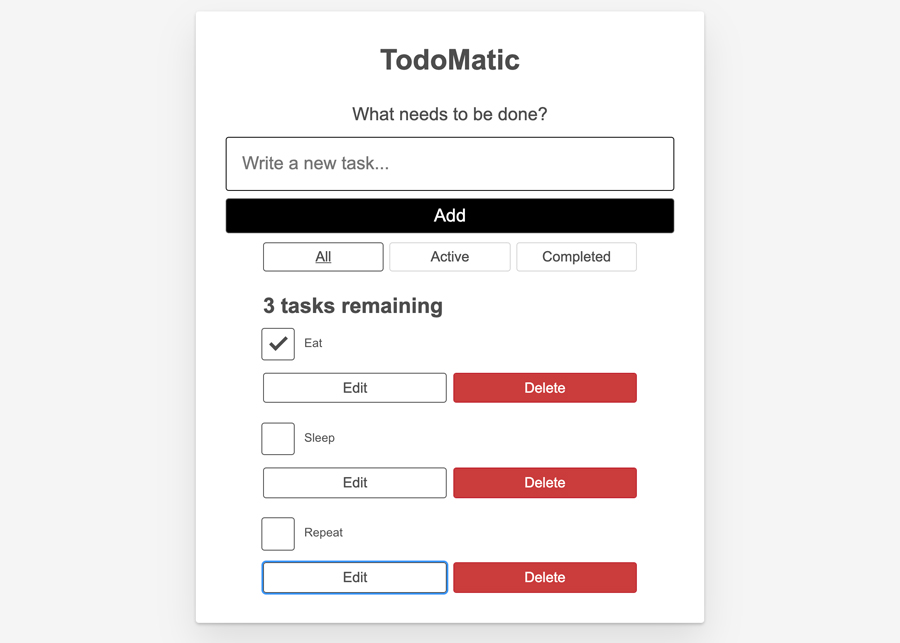 TodoMatic
What needs to be done?
Write a new task...
Add
All Active Completed
3 tasks remaining
Eat
Edit Delete
Sleep
Edit Delete
Repeat
Edit Delete